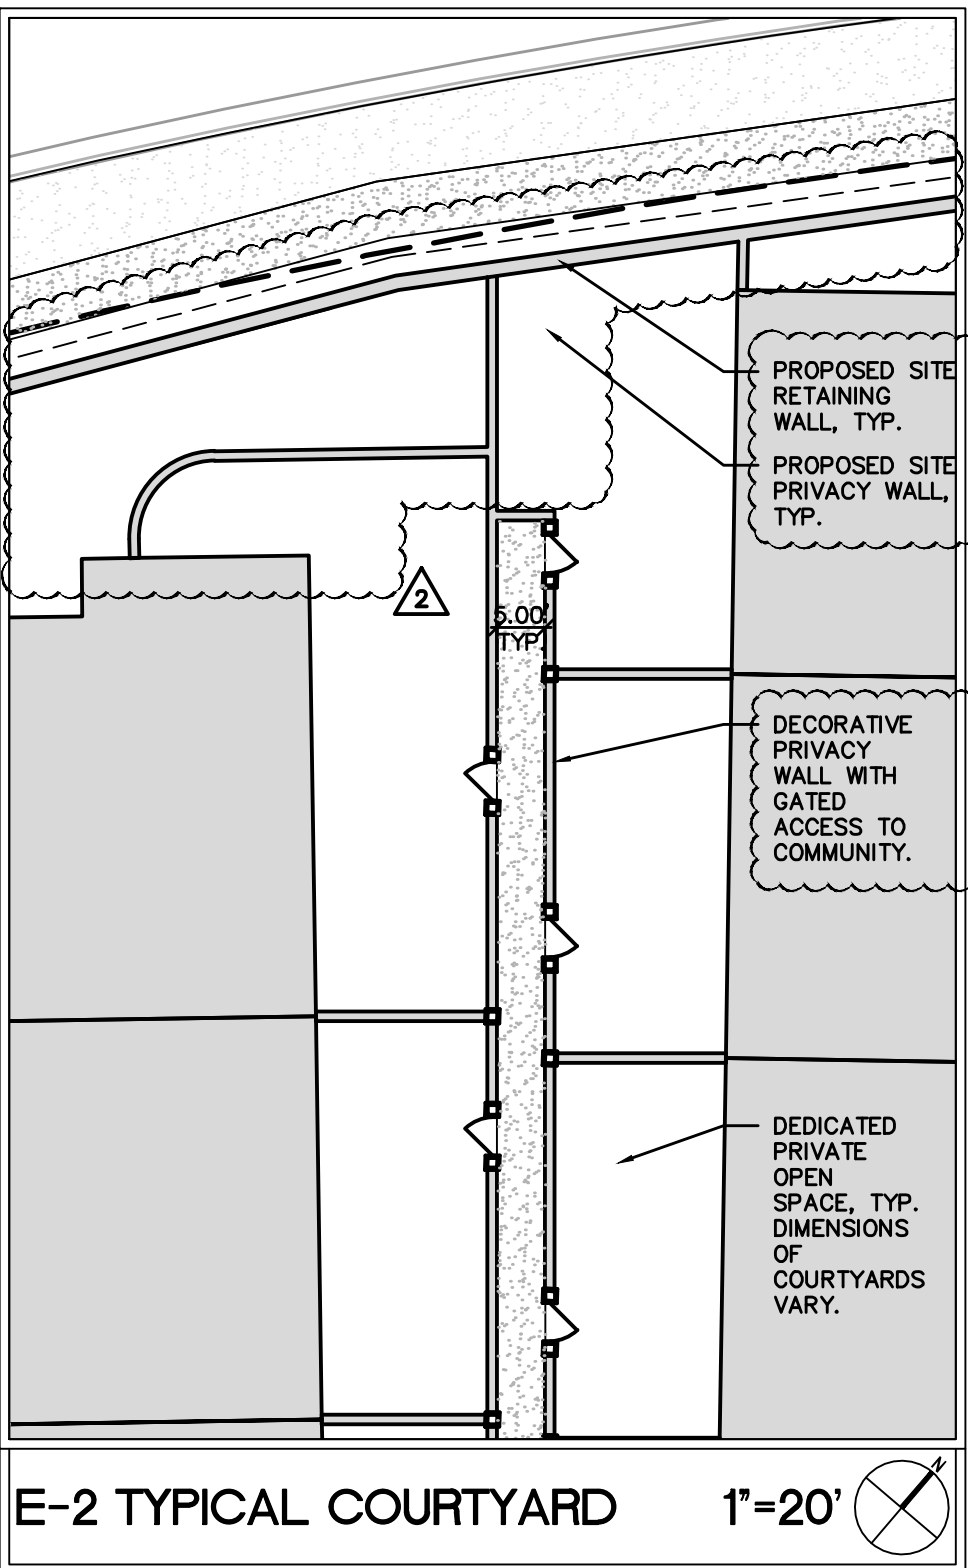 PROPOSED SITE
RETAINING
WALL, TYP.
PROPOSED SITE
PRIVACY WALL,
TYP.
2
5.00'
TYP.
DECORATIVE
PRIVACY
WALL WITH
GATED
ACCESS TO
COMMUNITY.
DEDICATED
PRIVATE
OPEN
SPACE, TYP.
DIMENSIONS
OF
COURTYARDS
VARY.
E-2 TYPICAL COURTYARD 1"=20'
N